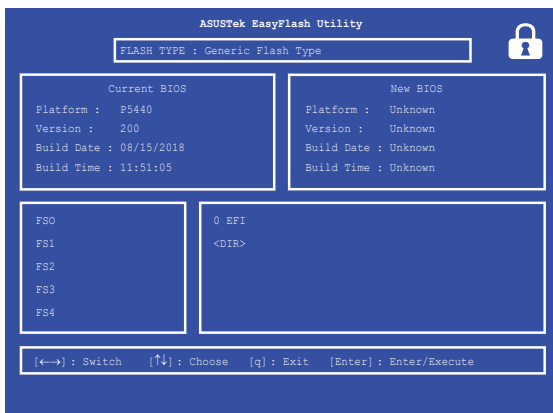 ASUSTek EasyFlash Utility
FLASH TYPE : Generic Flash Type
Current BIOS
Platform : P5440
Version : 200
Build Date : 08/15/2018
Build Time : 11:51:05
New BIOS
Platform : Unknown
Version : Unknown
Build Date : Unknown
Build Time : Unknown
FS0
FS1
FS2
FS3
FS4
0 EFI
<DIR>
[←→] : Switch [↑↓] : Choose [q] : Exit [Enter] : Enter/Execute